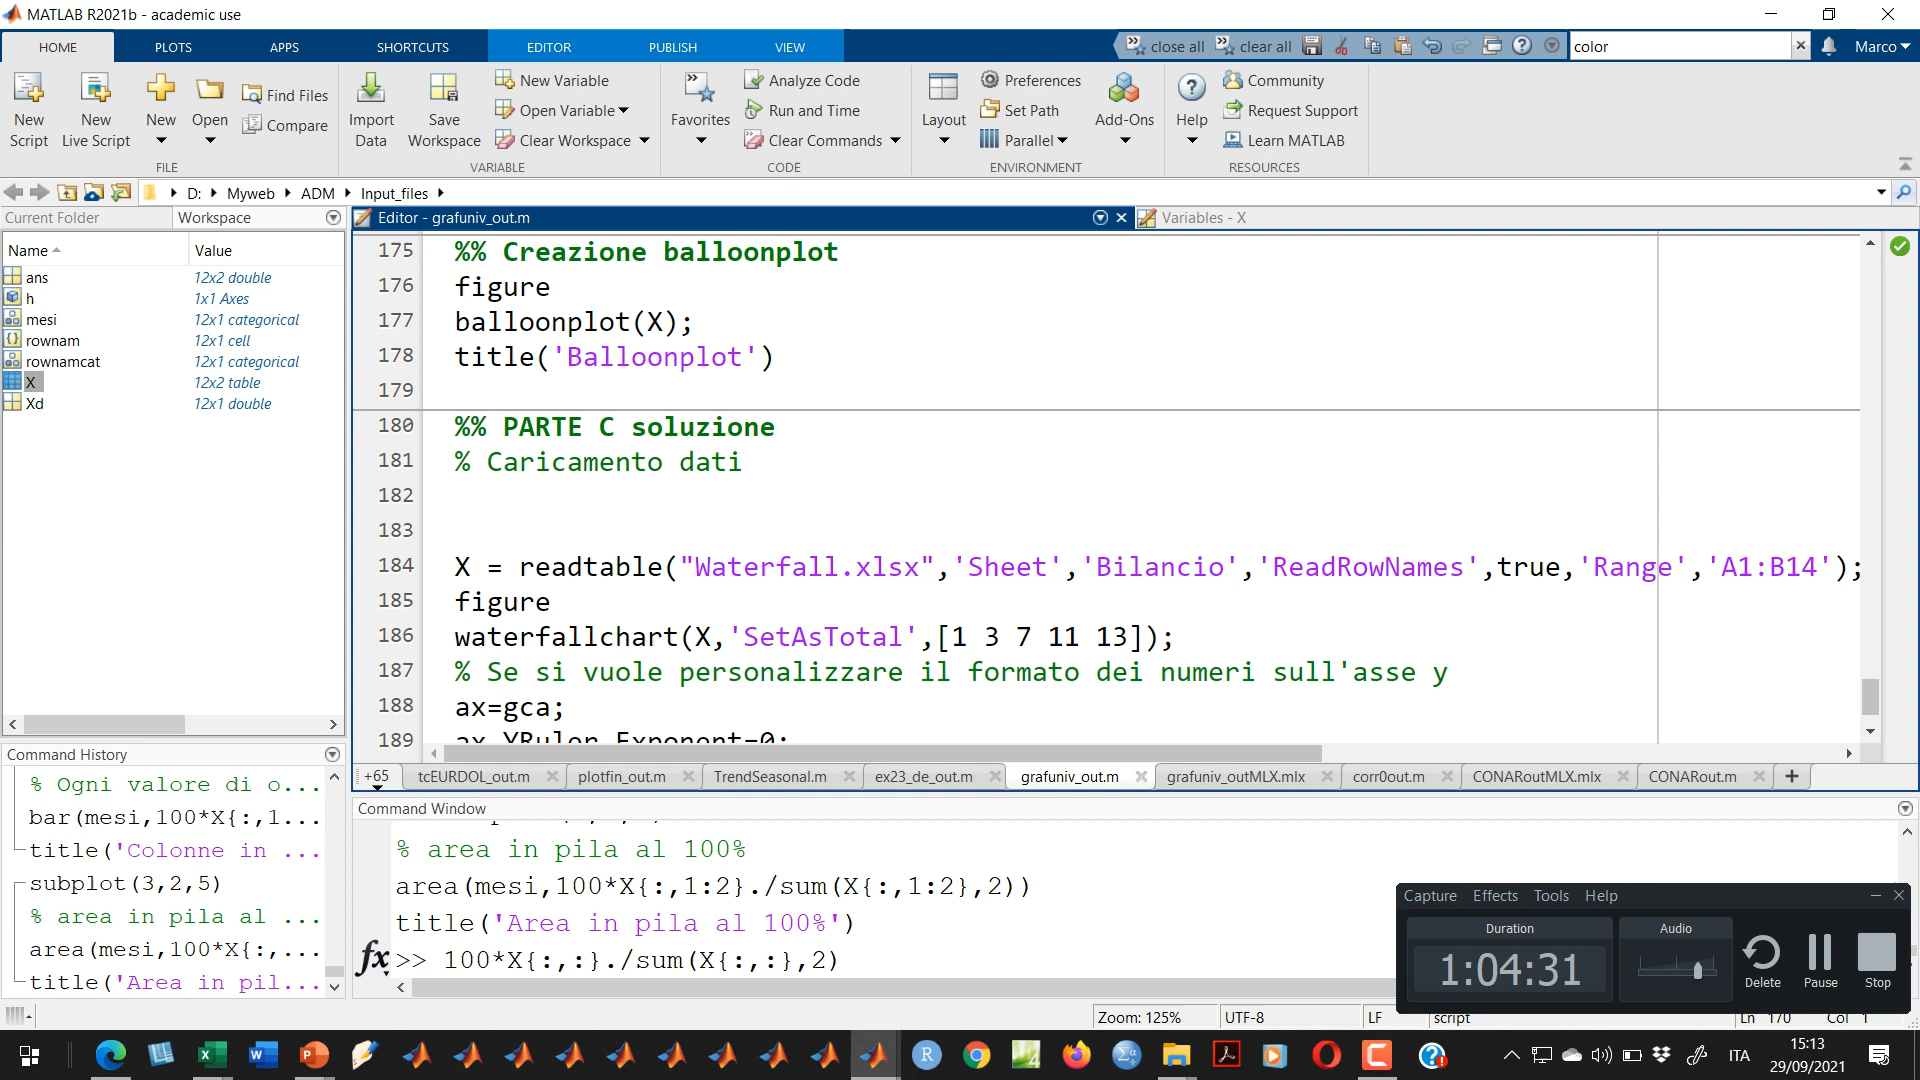 MATLAB R2021b - academic use
HOME PLOTS APPS SHORTCUTS EDITOR PUBLISH VIEW close all clear all color Marco
New Script
New Live Script
New
Open
Find Files
Compare
FILE
Import Data
Save Workspace
New Variable
Open Variable
Clear Workspace
VARIABLE
Favorites
Analyze Code
Run and Time
Clear Commands
CODE
Layout
Preferences
Set Path
Parallel
ENVIRONMENT
Add-Ons
Help
Community
Request Support
Learn MATLAB
RESOURCES
D: Myweb ADM Input_files
Current Folder Workspace
Name Value
ans 12x2 double
h 1x1 Axes
mesi 12x1 categorical
rownam 12x1 cell
rownamcat 12x1 categorical
X 12x2 table
Xd 12x1 double
Editor - grafuniv_out.m Variables - X
175 %% Creazione balloonplot
176 figure
177 balloonplot(X);
178 title('Balloonplot')
179
180 %% PARTE C soluzione
181 % Caricamento dati
182
183
184 X = readtable("Waterfall.xlsx",'Sheet','Bilancio','ReadRowNames',true,'Range','A1:B14');
185 figure
186 waterfallchart(X,'SetAsTotal',[1 3 7 11 13]);
187 % Se si vuole personalizzare il formato dei numeri sull'asse y
188 ax=gca;
189 ax.YRuler.Exponent=0;
+65 tcEURDOL_out.m plotfin_out.m TrendSeasonal.m ex23_de_out.m grafuniv_out.m grafuniv_outMLX.mlx corr0out.m CONARoutMLX.mlx CONARout.m +
Command History
% Ogni valore di o...
bar(mesi,100*X{:,1...
title('Colonne in ...
subplot(3,2,5)
% area in pila al ...
area(mesi,100*X{:,...
title('Area in pil...
Command Window
% area in pila al 100%
area(mesi,100*X{:,1:2}./sum(X{:,1:2},2))
title('Area in pila al 100%')
fx >> 100*X{:,:}./sum(X{:,:},2)
Capture Effects Tools Help
Duration
1:04:31
Audio
Delete Pause Stop
Zoom: 125% UTF-8 LF script Ln 170 Col 1
ITA
15:13
29/09/2021